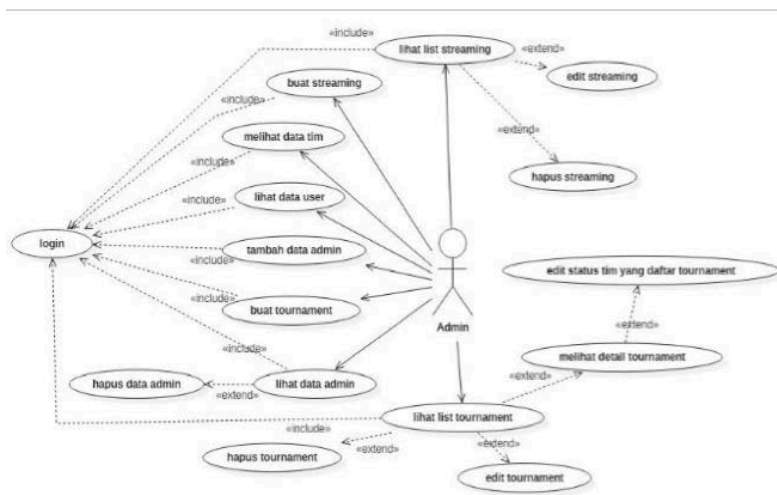 «include»
lihat list streaming
«extend»
edit streaming
buat streaming
«include»
«extend»
melihat data tim
«include»
hapus streaming
lihat data user
«include»
login
tambah data admin
«include»
edit status tim yang daftar tournament
«include»
buat tournament
Admin
«extend»
«include»
melihat detail tournament
hapus data admin
lihat data admin
«extend»
«extend»
lihat list tournament
«include»
hapus tournament
«extend»
«extend»
edit tournament